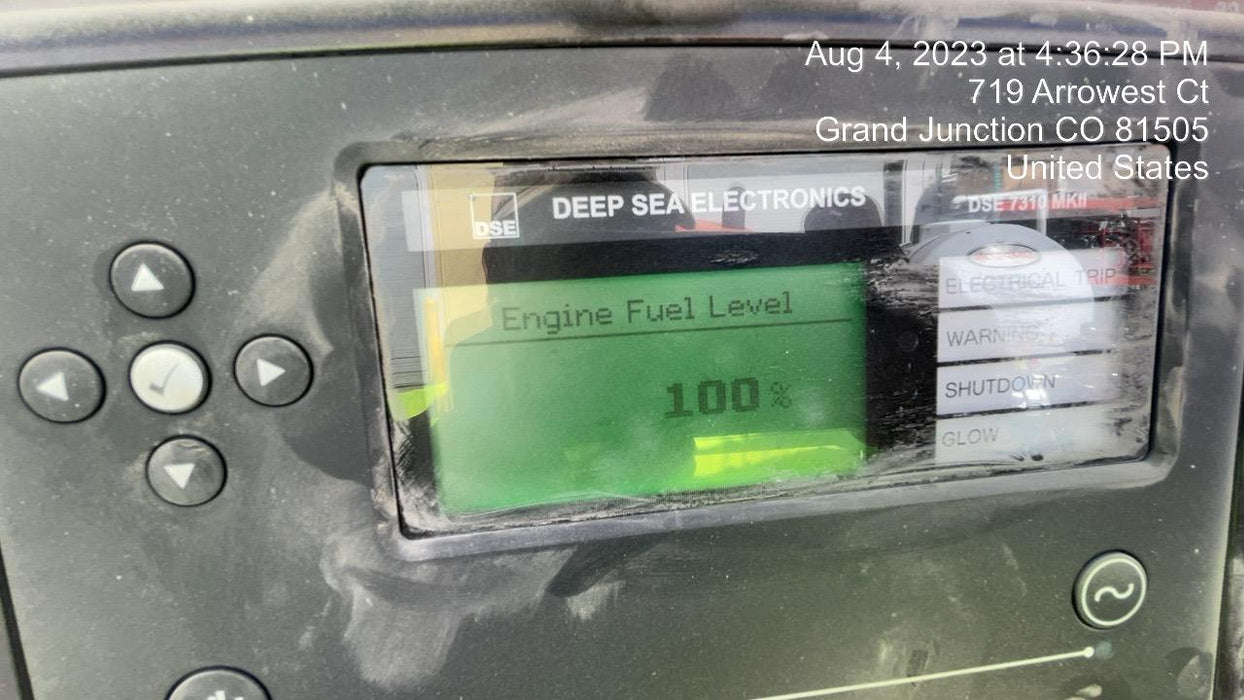 Aug 4, 2023 at 4:36:28 PM
719 Arrowest Ct
Grand Junction CO 81505
United States
DSE
DEEP SEA ELECTRONICS
DSE 7310 MKII
Engine Fuel Level
100 %
ELECTRICAL TRIP
WARNING
SHUTDOWN
GLOW